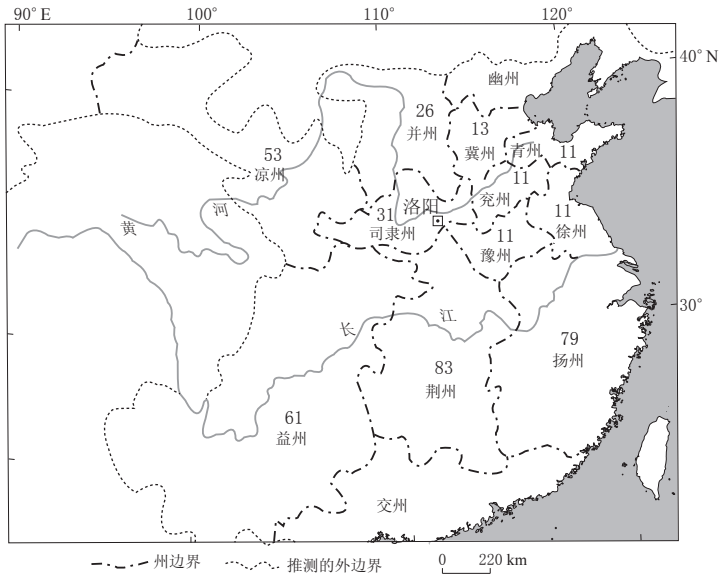 90° E 100° 110° 120°
40° N
幽州
26
并州
13
冀州
青州
11
53
凉州
11
兖州
洛阳
河
黄
31
司隶州
11
徐州
11
豫州
30°
长
江
79
扬州
83
荆州
61
益州
交州
州边界
推测的外边界
0 220 km